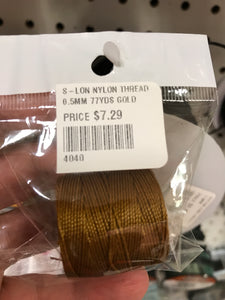 S-LON NYLON THREAD
0.5MM 77YDS GOLD
PRICE $7.29
4040